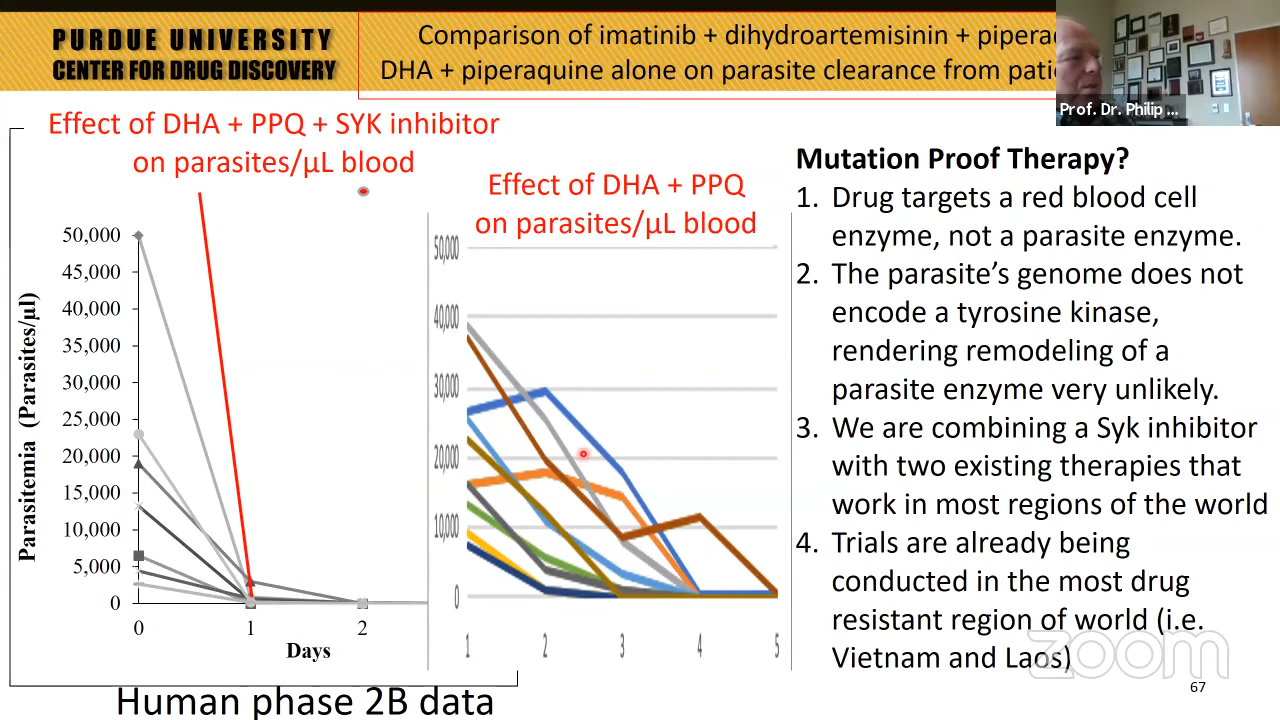 PURDUE UNIVERSITY
CENTER FOR DRUG DISCOVERY
Comparison of imatinib + dihydroartemisinin +
DHA + piperaquine alone on parasite clearance from
Prof. Dr. Philip ...
Effect of DHA + PPQ + SYK inhibitor
on parasites/µL blood
Effect of DHA + PPQ
on parasites/µL blood
Parasitemia (Parasites/µl)
50,000
45,000
40,000
35,000
30,000
25,000
20,000
15,000
10,000
5,000
0
0 1 2
Days
50,000
40,000
30,000
20,000
10,000
0
1 2 3 4 5
Human phase 2B data
Mutation Proof Therapy?
1. Drug targets a red blood cell
enzyme, not a parasite enzyme.
2. The parasite’s genome does not
encode a tyrosine kinase,
rendering remodeling of a
parasite enzyme very unlikely.
3. We are combining a Syk inhibitor
with two existing therapies that
work in most regions of the world
4. Trials are already being
conducted in the most drug
resistant region of world (i.e.
Vietnam and Laos)
zoom
67